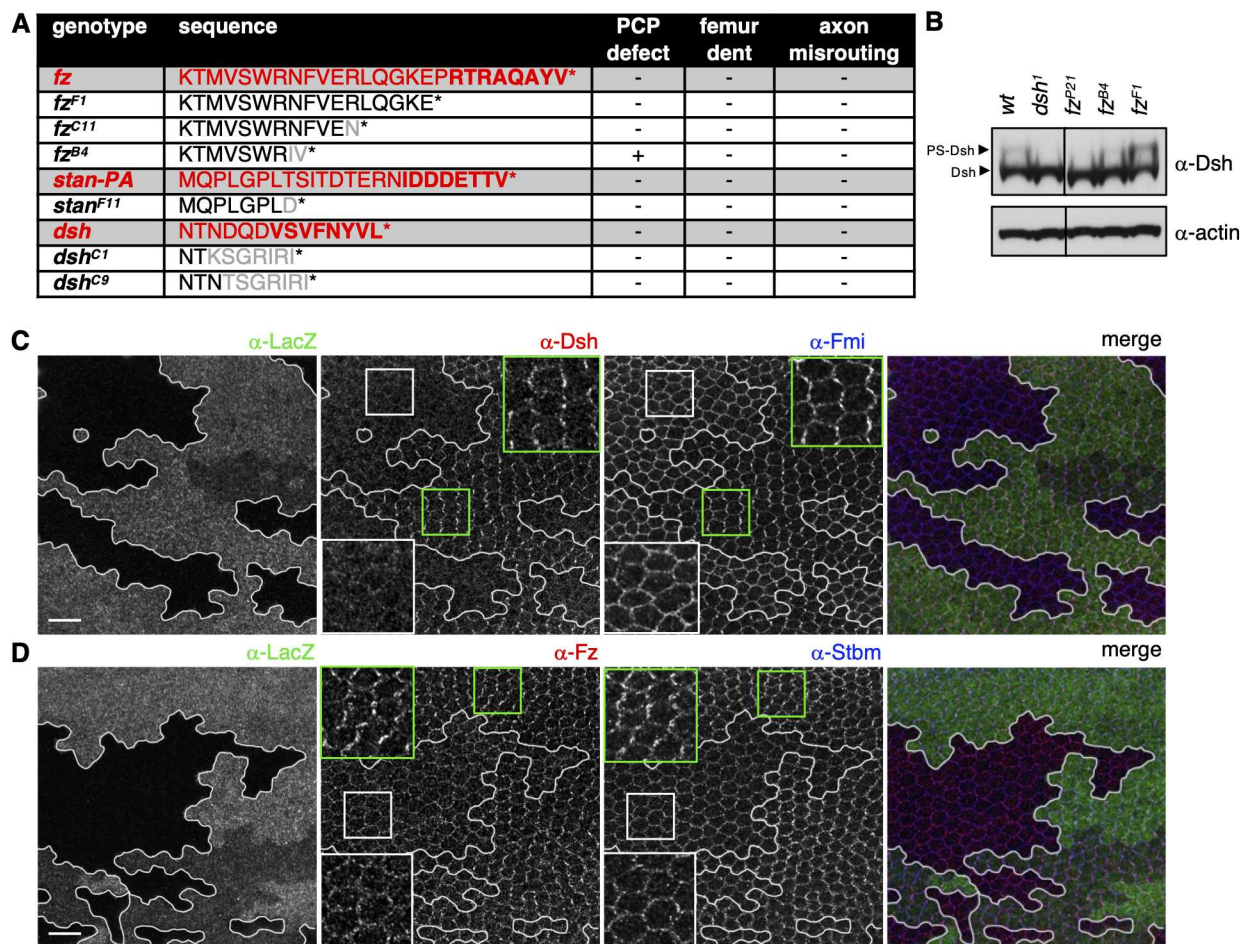 A
genotype sequence PCP defect femur dent axon misrouting
fz KTMVSWRNFVERLQGKEPRTRAQAYV* - - -
fzF1 KTMVSWRNFVERLQGKE* - - -
fzC11 KTMVSWRNFVEN* - - -
fzB4 KTMVSWRIV* + - -
stan-PA MQPLGPLTSITDTERNIDDDETTV* - - -
stanF11 MQPLGPLD* - - -
dsh NTNDQDVSVFNYVL* - - -
dshC1 NTKSGRIRI* - - -
dshC9 NTNTSGRIRI* - - -
B
wt dsh1 fzP21 fzB4 fzF1
PS-Dsh
Dsh
α-Dsh
α-actin
C
α-LacZ α-Dsh α-Fmi merge
D
α-LacZ α-Fz α-Stbm merge